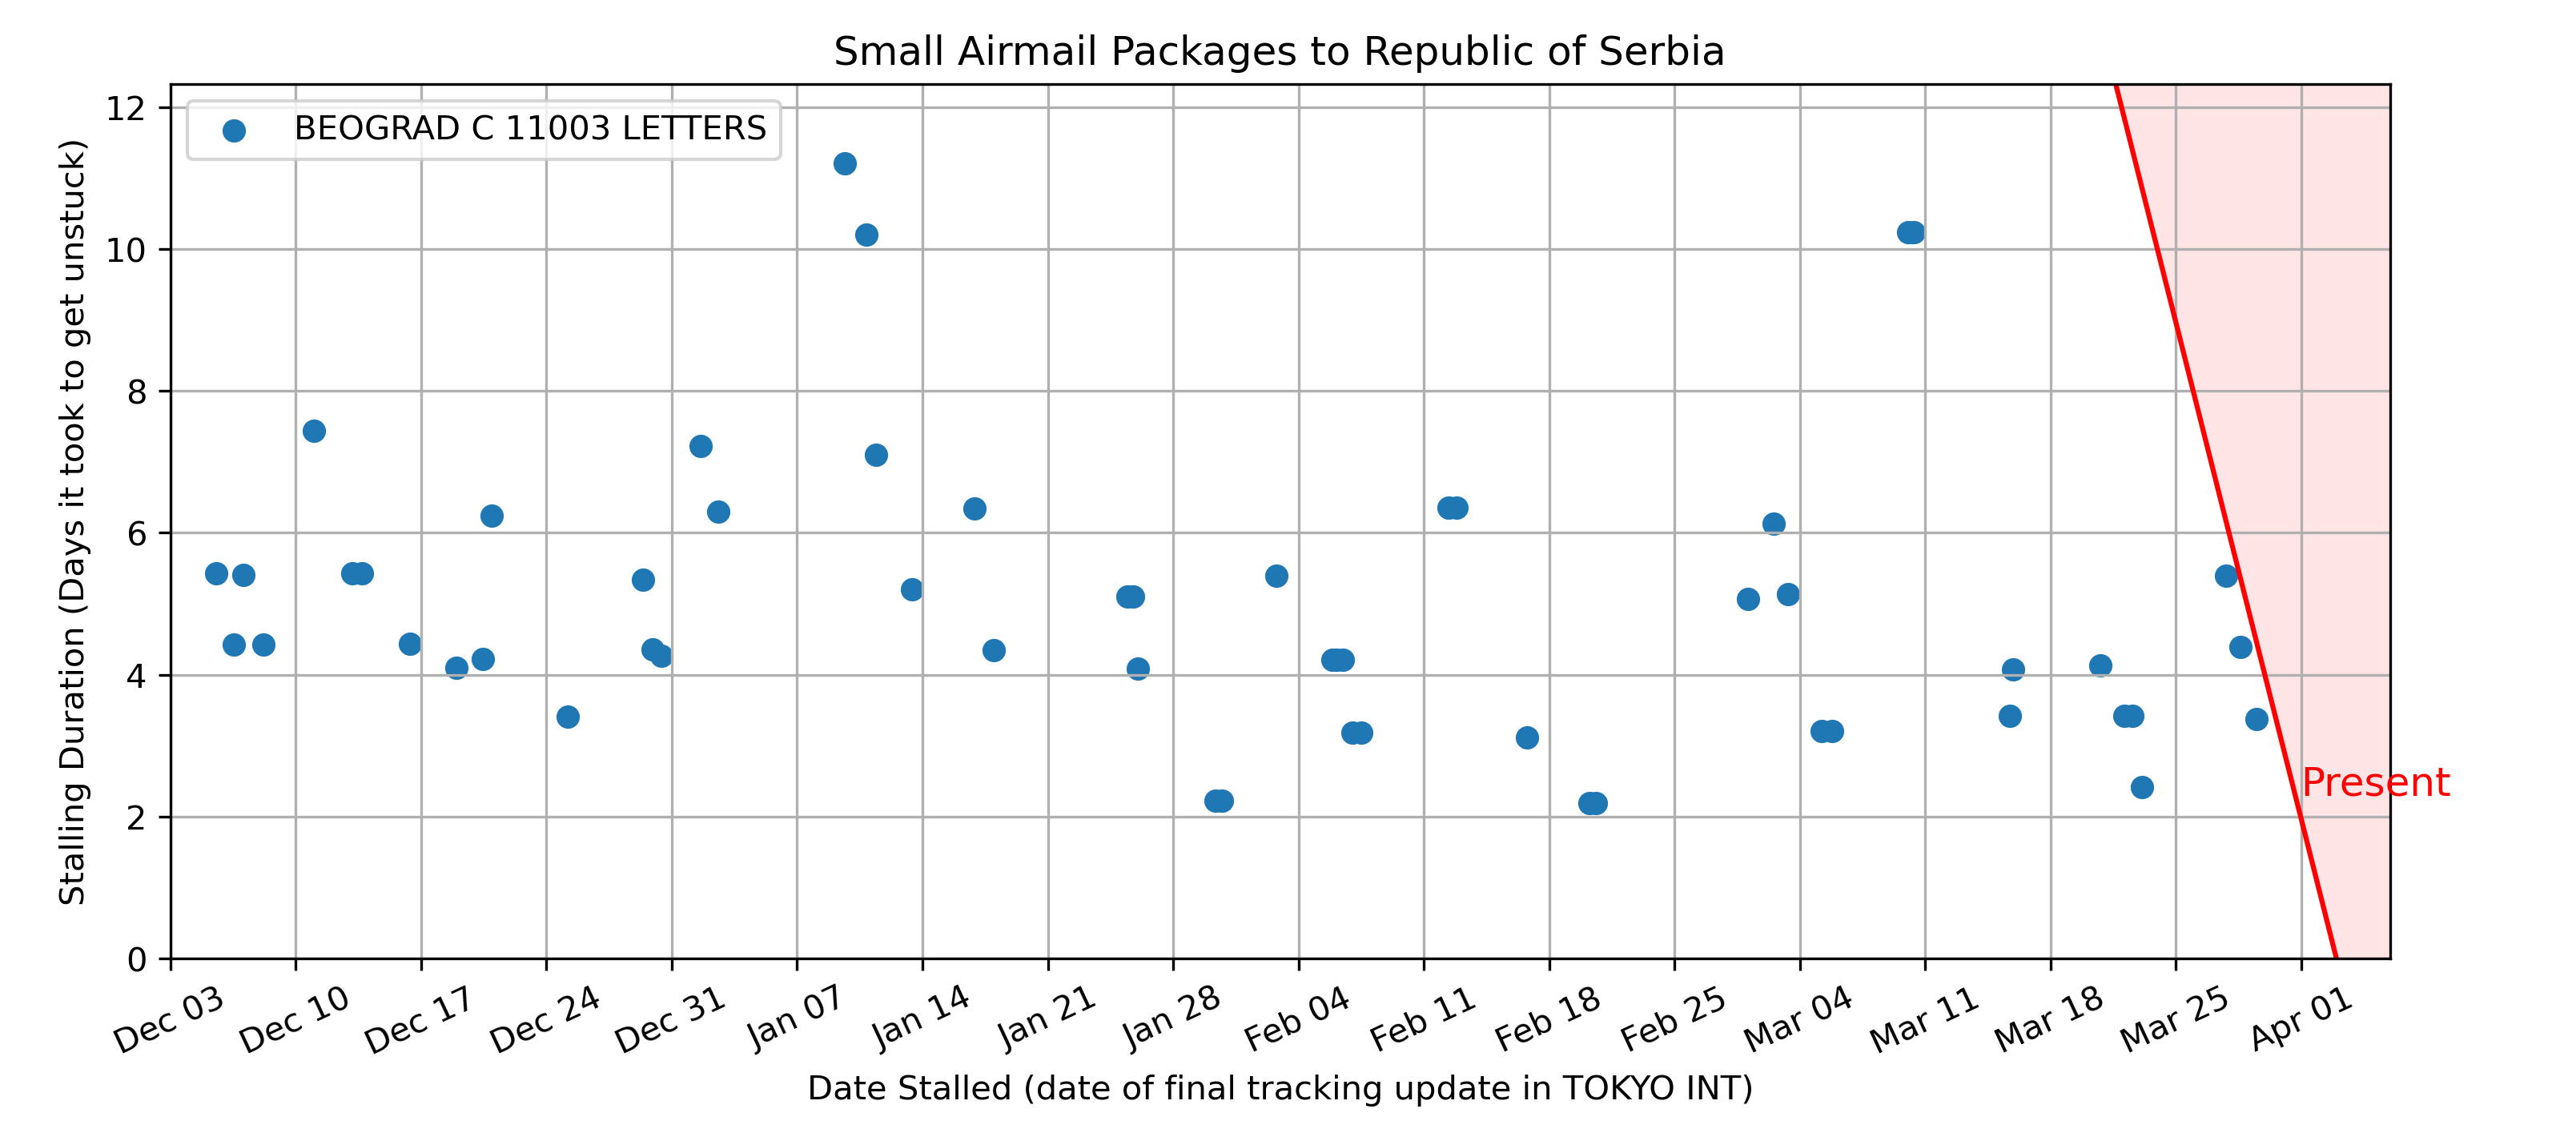 Small Airmail Packages to Republic of Serbia
BEOGRAD C 11003 LETTERS
Stalling Duration (Days it took to get unstuck)
12
10
8
6
4
2
0
Present
Dec 03
Dec 10
Dec 17
Dec 24
Dec 31
Jan 07
Jan 14
Jan 21
Jan 28
Feb 04
Feb 11
Feb 18
Feb 25
Mar 04
Mar 11
Mar 18
Mar 25
Apr 01
Date Stalled (date of final tracking update in TOKYO INT)